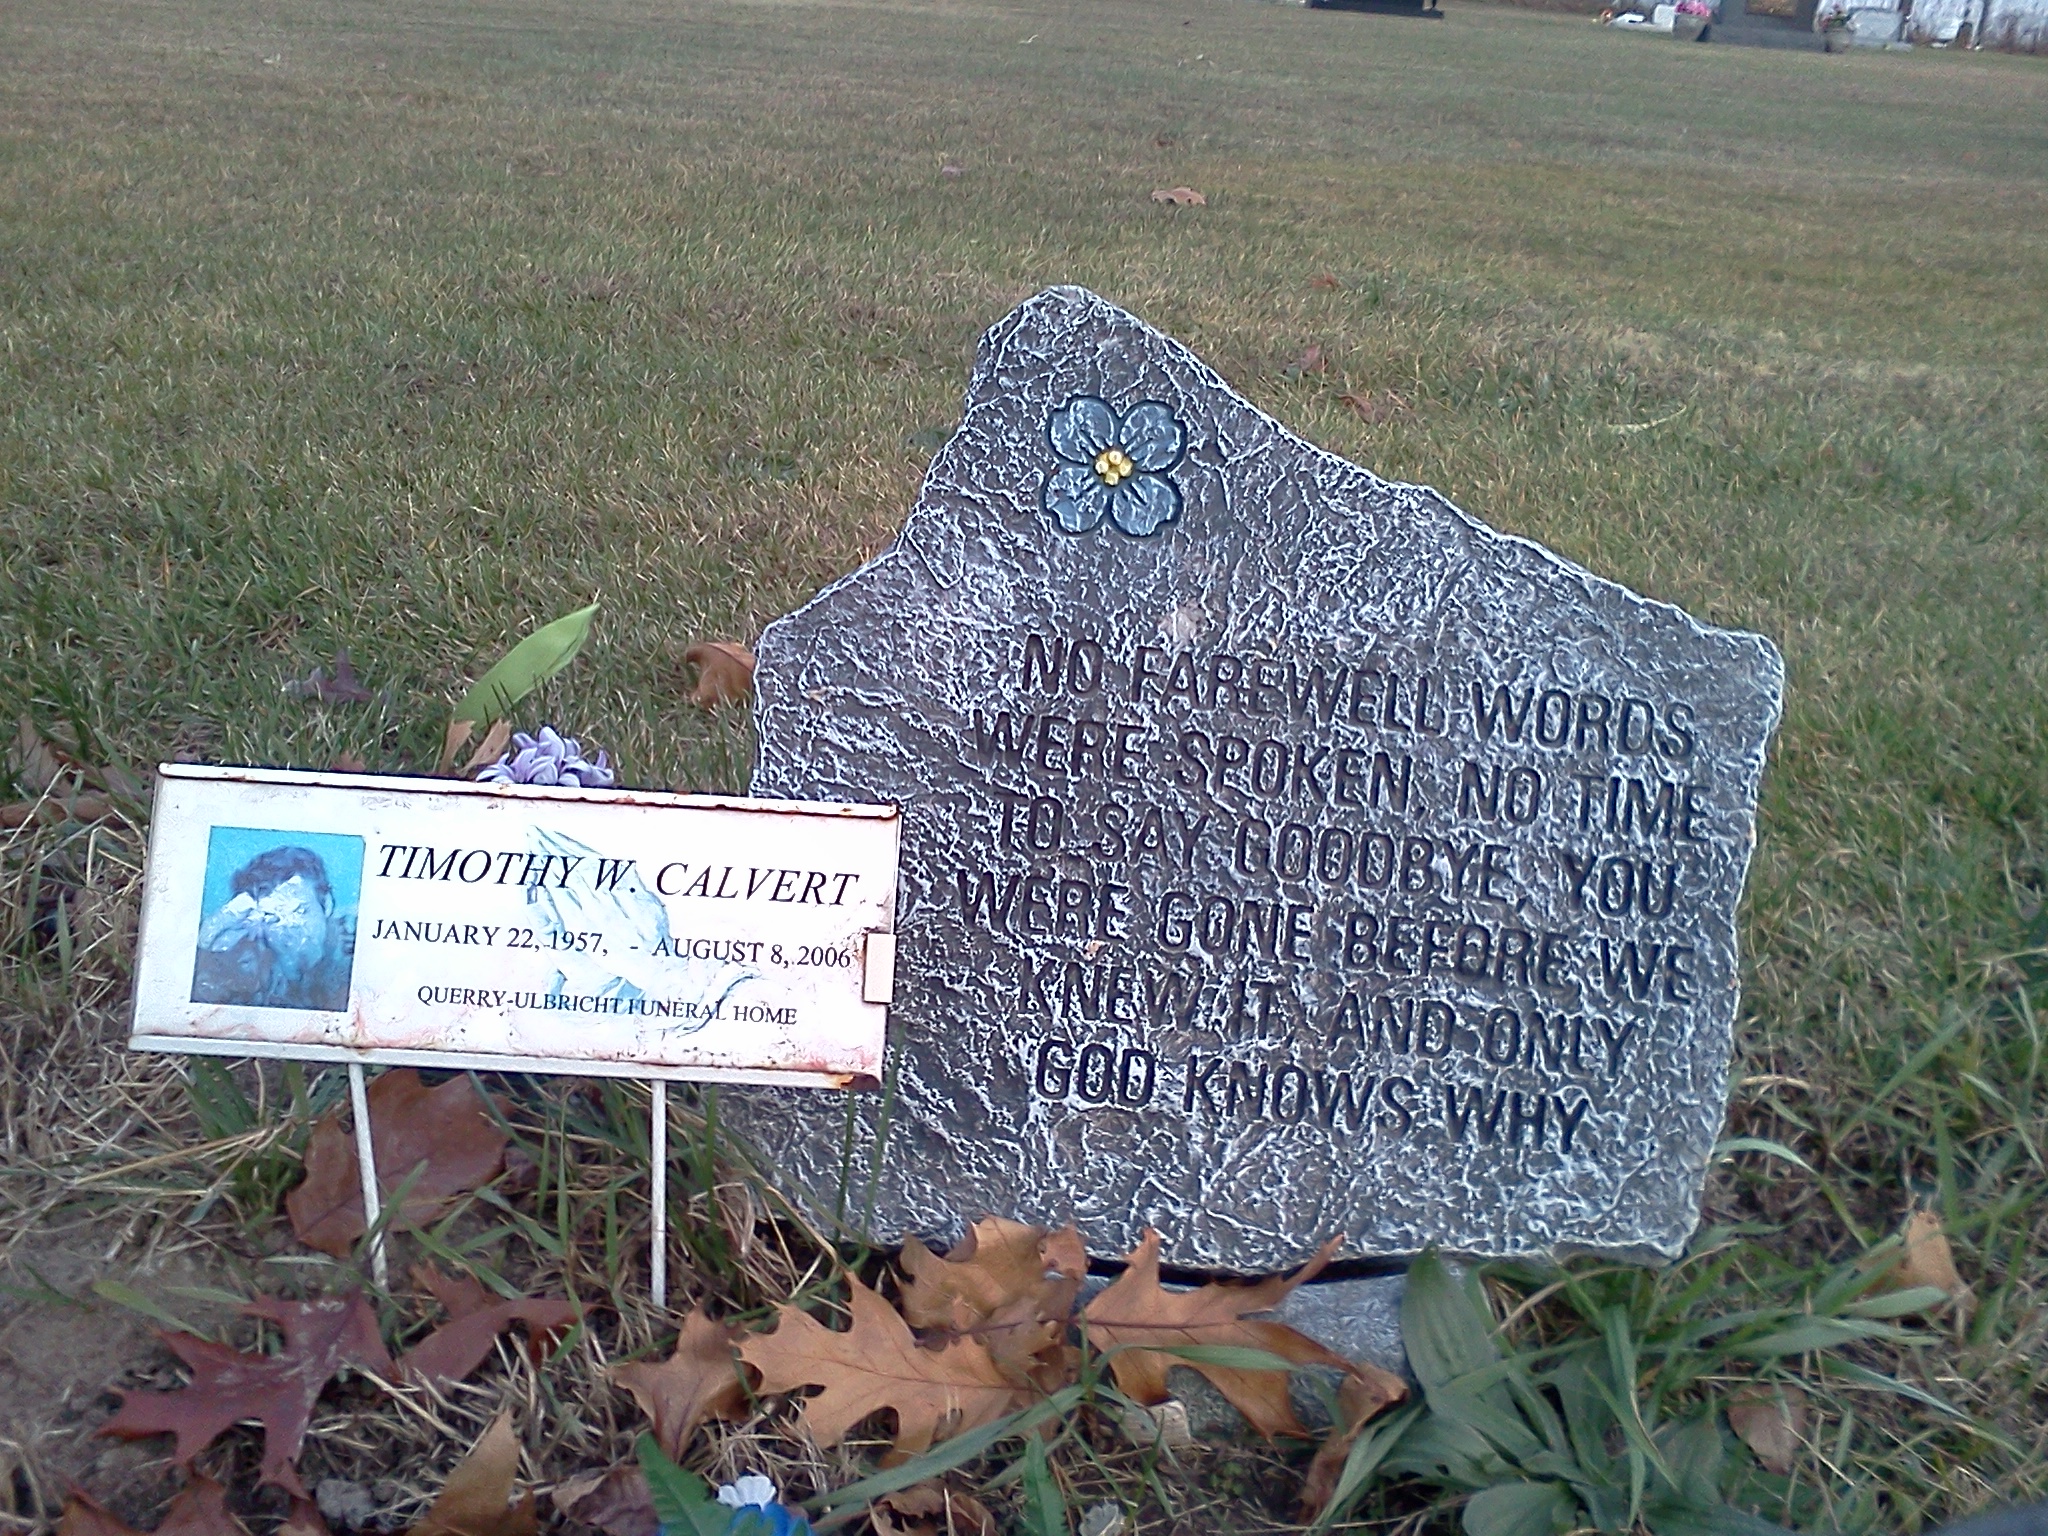 TIMOTHY W. CALVERT
JANUARY 22, 1957, - AUGUST 8, 2006
QUERRY-ULBRICHT FUNERAL HOME
NO FAREWELL WORDS
WERE SPOKEN, NO TIME
TO SAY GOODBYE, YOU
WERE GONE BEFORE WE
KNEW IT, AND ONLY
GOD KNOWS WHY